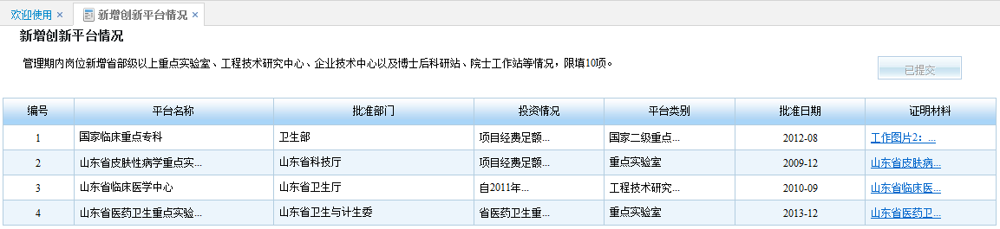 欢迎使用 × 新增创新平台情况 ×
新增创新平台情况
管理期内岗位新增省部级以上重点实验室、工程技术研究中心、企业技术中心以及博士后科研站、院士工作站等情况，限填10项。
已提交
编号 平台名称 批准部门 投资情况 平台类别 批准日期 证明材料
1 国家临床重点专科 卫生部 项目经费足额... 国家二级重点... 2012-08 工作图片2：...
2 山东省皮肤性病学重点实... 山东省科技厅 项目经费足额... 重点实验室 2009-12 山东省皮肤病...
3 山东省临床医学中心 山东省卫生厅 自2011年... 工程技术研究... 2010-09 山东省临床医...
4 山东省医药卫生重点实验... 山东省卫生与计生委 省医药卫生重... 重点实验室 2013-12 山东省医药卫...